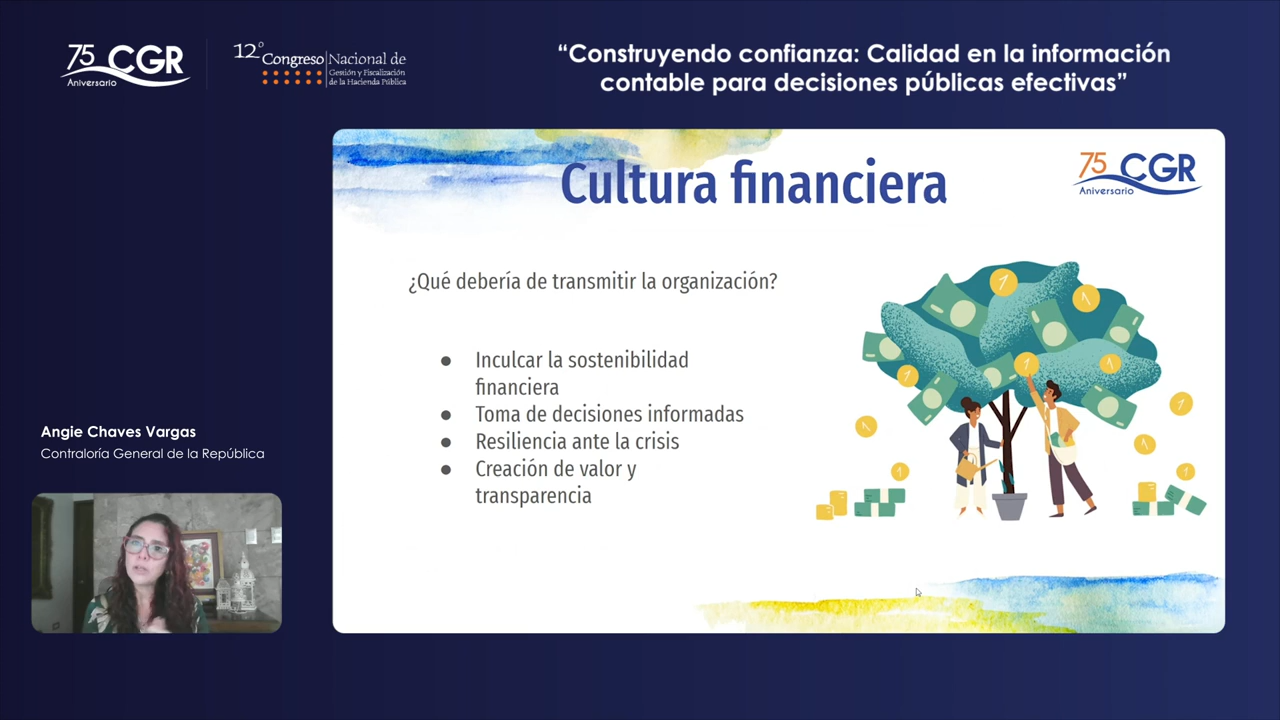 75 CGR
Aniversario
12° Congreso Nacional de
Gestión y Fiscalización
de la Hacienda Pública
“Construyendo confianza: Calidad en la información
contable para decisiones públicas efectivas”
Cultura financiera
75 CGR
Aniversario
¿Qué debería de transmitir la organización?
● Inculcar la sostenibilidad
financiera
● Toma de decisiones informadas
● Resiliencia ante la crisis
● Creación de valor y
transparencia
Angie Chaves Vargas
Contraloría General de la República